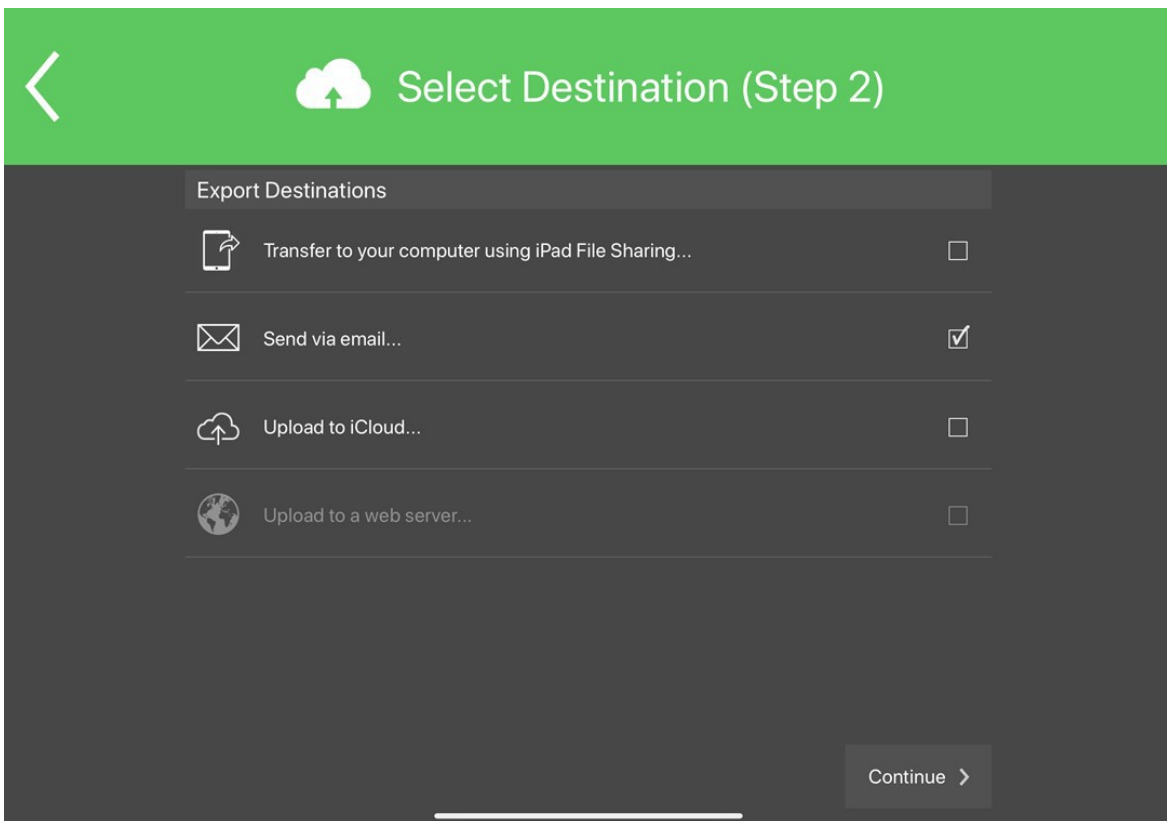 Select Destination (Step 2)
Export Destinations
Transfer to your computer using iPad File Sharing...
Send via email...
Upload to iCloud...
Upload to a web server...
Continue